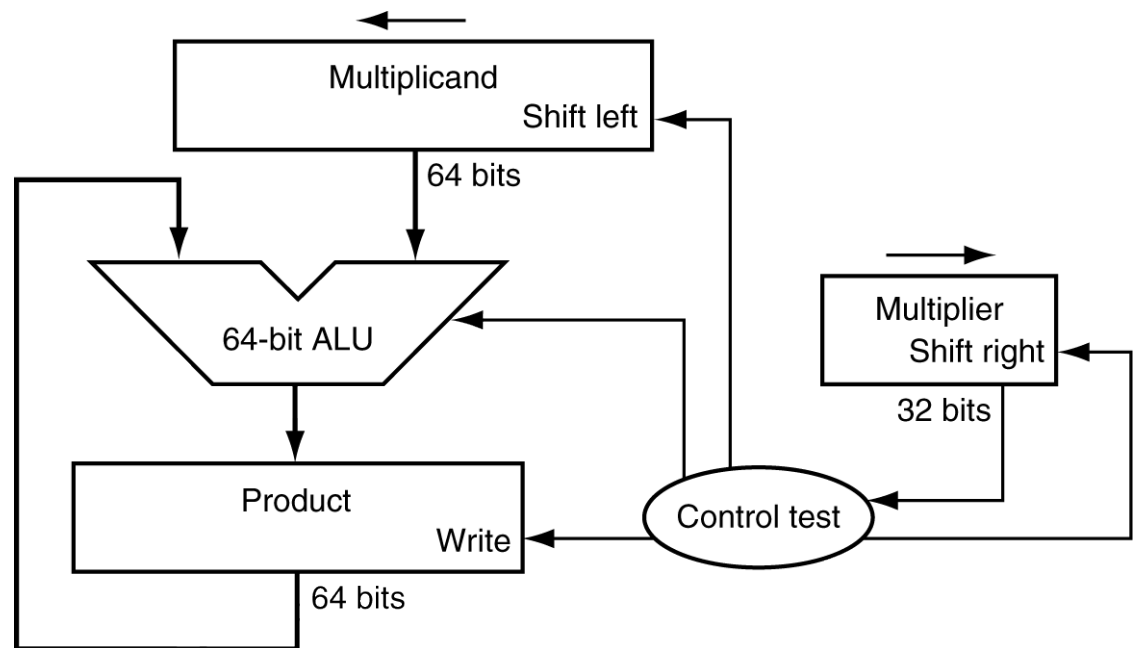 Multiplicand
Shift left
64 bits
64-bit ALU
Multiplier
Shift right
32 bits
Product
Write
Control test
64 bits